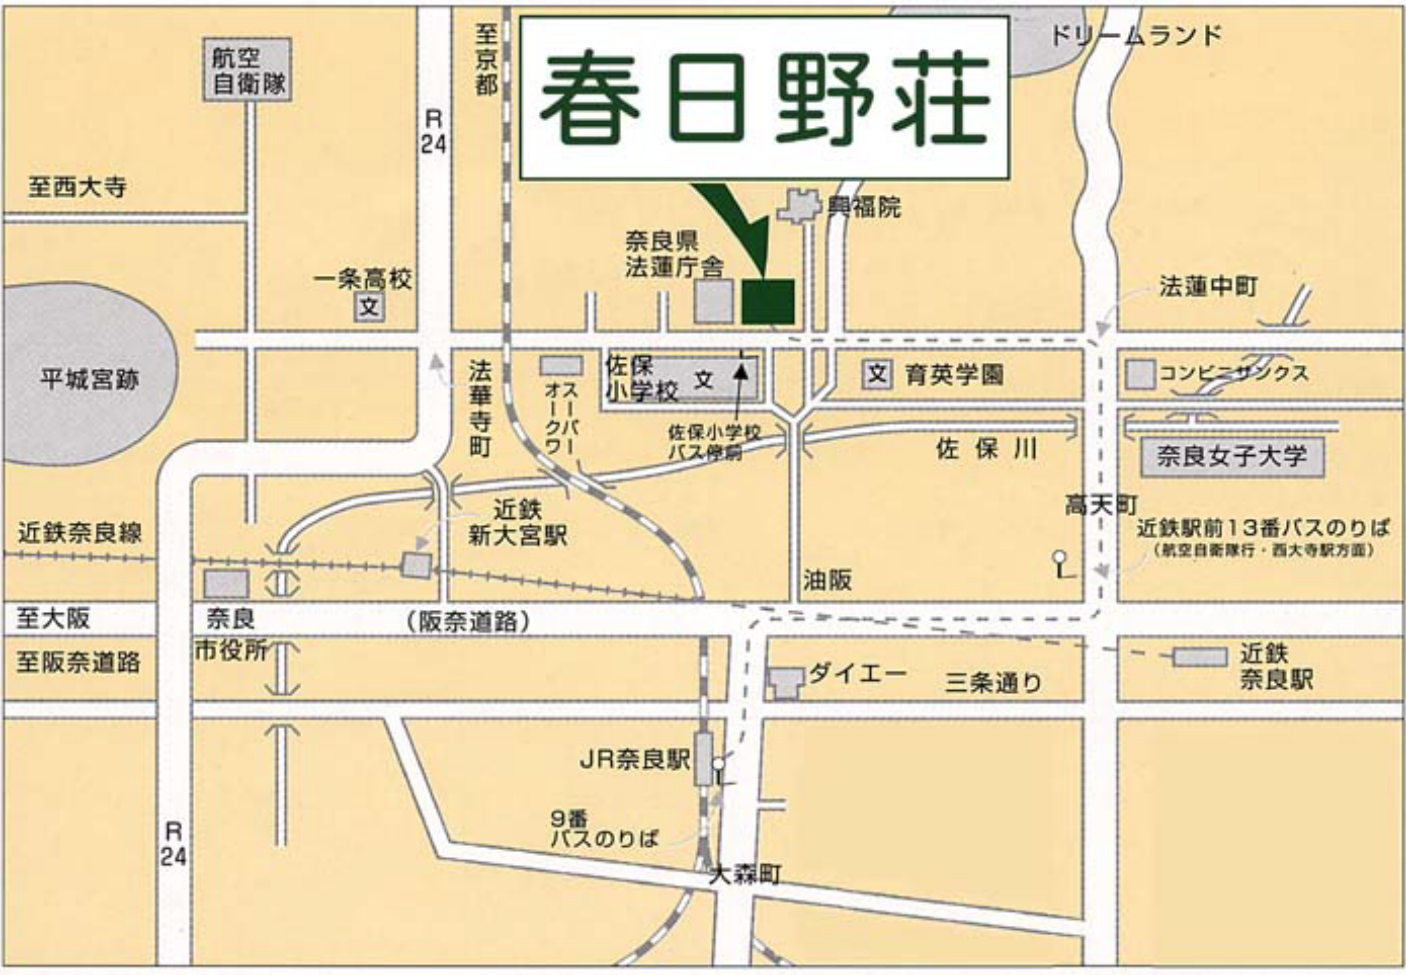 春日野荘
ドリームランド
航空
自衛隊
至京都
R
24
至西大寺
興福院
奈良県
法蓮庁舎
一条高校
文
法蓮中町
平城宮跡
法華寺町
スーパー
オークワ
佐保
小学校
文
文
育英学園
コンビニサンクス
佐保小学校
バス停前
佐保川
奈良女子大学
高天町
近鉄
新大宮駅
近鉄奈良線
近鉄駅前13番バスのりば
(航空自衛隊行・西大寺駅方面)
油阪
至大阪
奈良
市役所
(阪奈道路)
至阪奈道路
ダイエー
三条通り
近鉄
奈良駅
JR奈良駅
9番
バスのりば
R
24
大森町